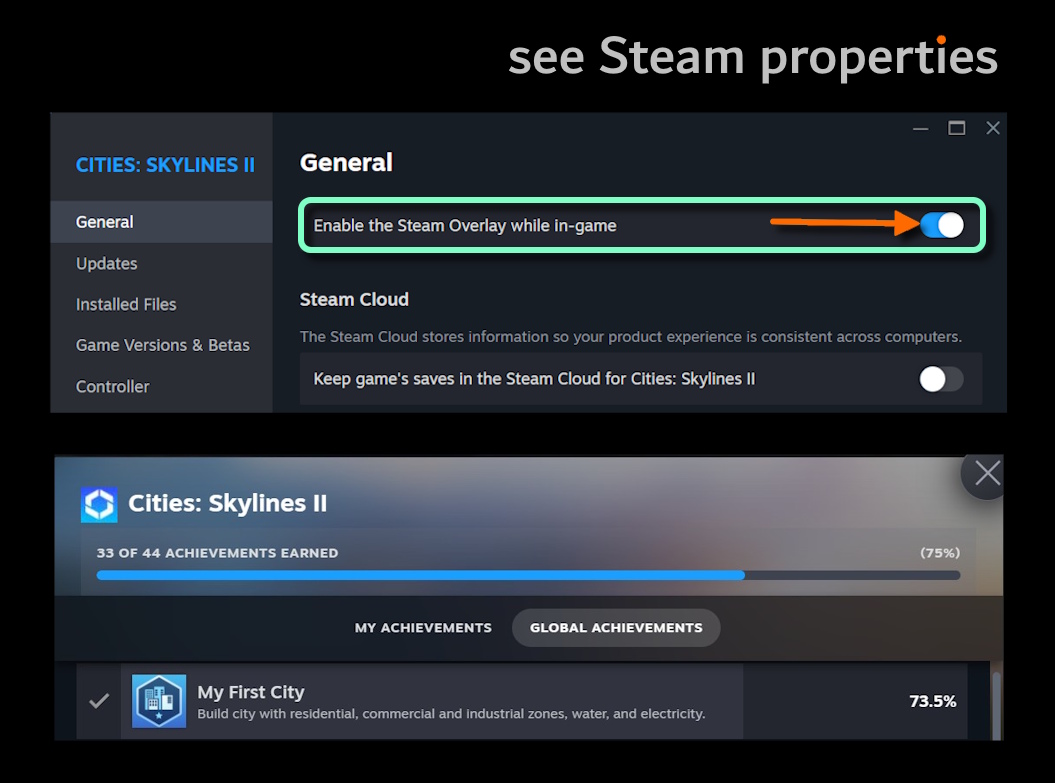 see Steam properties
CITIES: SKYLINES II
General
Updates
Installed Files
Game Versions & Betas
Controller
General
Enable the Steam Overlay while in-game
Steam Cloud
The Steam Cloud stores information so your product experience is consistent across computers.
Keep game's saves in the Steam Cloud for Cities: Skylines II
Cities: Skylines II
33 OF 44 ACHIEVEMENTS EARNED (75%)
MY ACHIEVEMENTS GLOBAL ACHIEVEMENTS
My First City
Build city with residential, commercial and industrial zones, water, and electricity.
73.5%